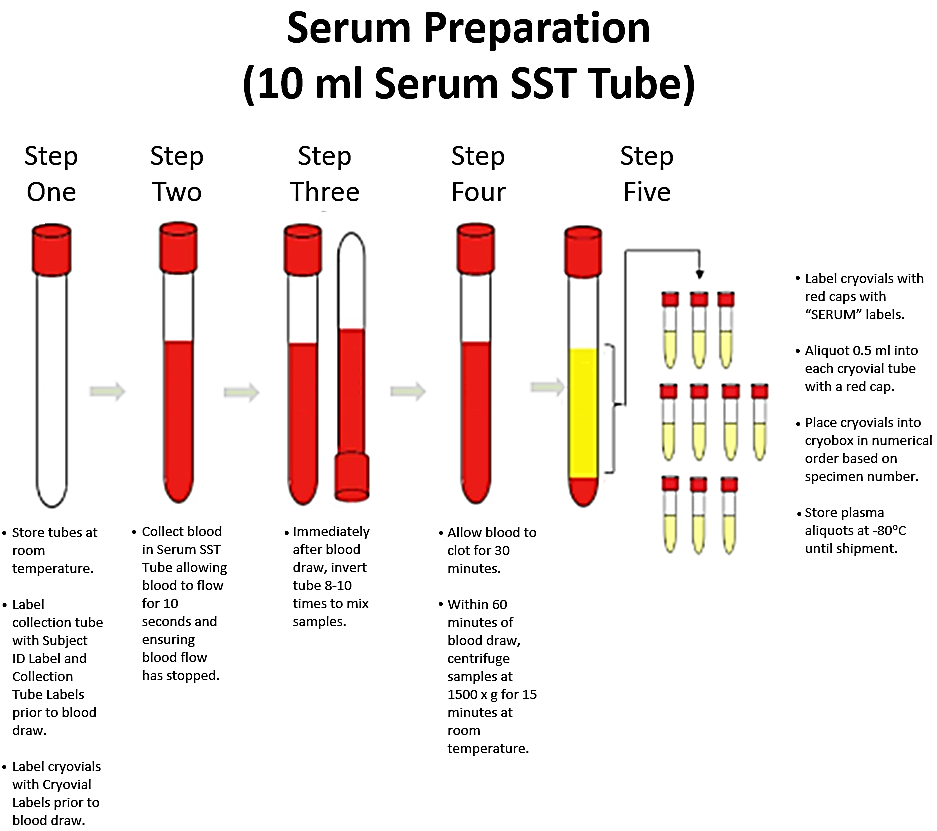 Serum Preparation
(10 ml Serum SST Tube)
Step
One
Step
Two
Step
Three
Step
Four
Step
Five
• Store tubes at
room
temperature.
• Label
collection tube
with Subject
ID Label and
Collection
Tube Labels
prior to blood
draw.
• Label cryovials
with Cryovial
Labels prior to
blood draw.
• Collect blood
in Serum SST
Tube allowing
blood to flow
for 10
seconds and
ensuring
blood flow
has stopped.
• Immediately
after blood
draw, invert
tube 8-10
times to mix
samples.
• Allow blood to
clot for 30
minutes.
• Within 60
minutes of
blood draw,
centrifuge
samples at
1500 x g for 15
minutes at
room
temperature.
• Label cryovials with
red caps with
“SERUM” labels.
• Aliquot 0.5 ml into
each cryovial tube
with a red cap.
• Place cryovials into
cryobox in numerical
order based on
specimen number.
• Store plasma
aliquots at -80°C
until shipment.